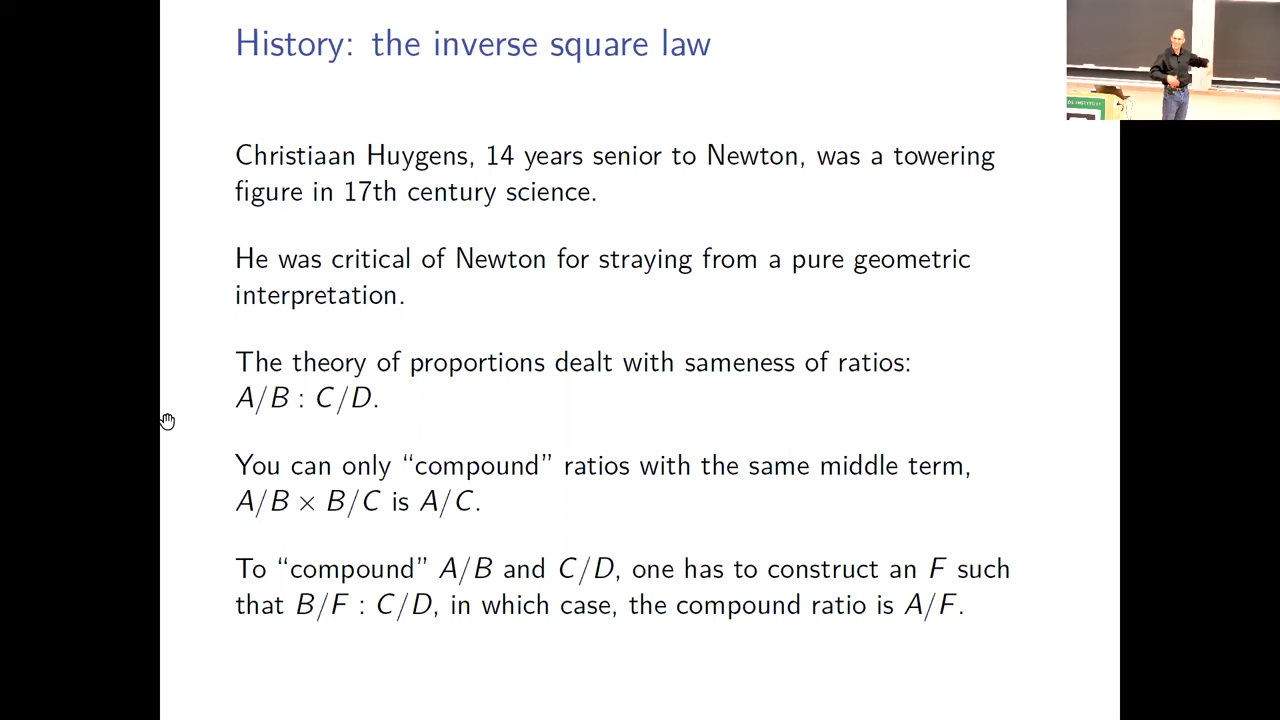 History: the inverse square law
Christiaan Huygens, 14 years senior to Newton, was a towering
figure in 17th century science.
He was critical of Newton for straying from a pure geometric
interpretation.
The theory of proportions dealt with sameness of ratios:
A/B : C/D.
You can only “compound” ratios with the same middle term,
A/B × B/C is A/C.
To “compound” A/B and C/D, one has to construct an F such
that B/F : C/D, in which case, the compound ratio is A/F.